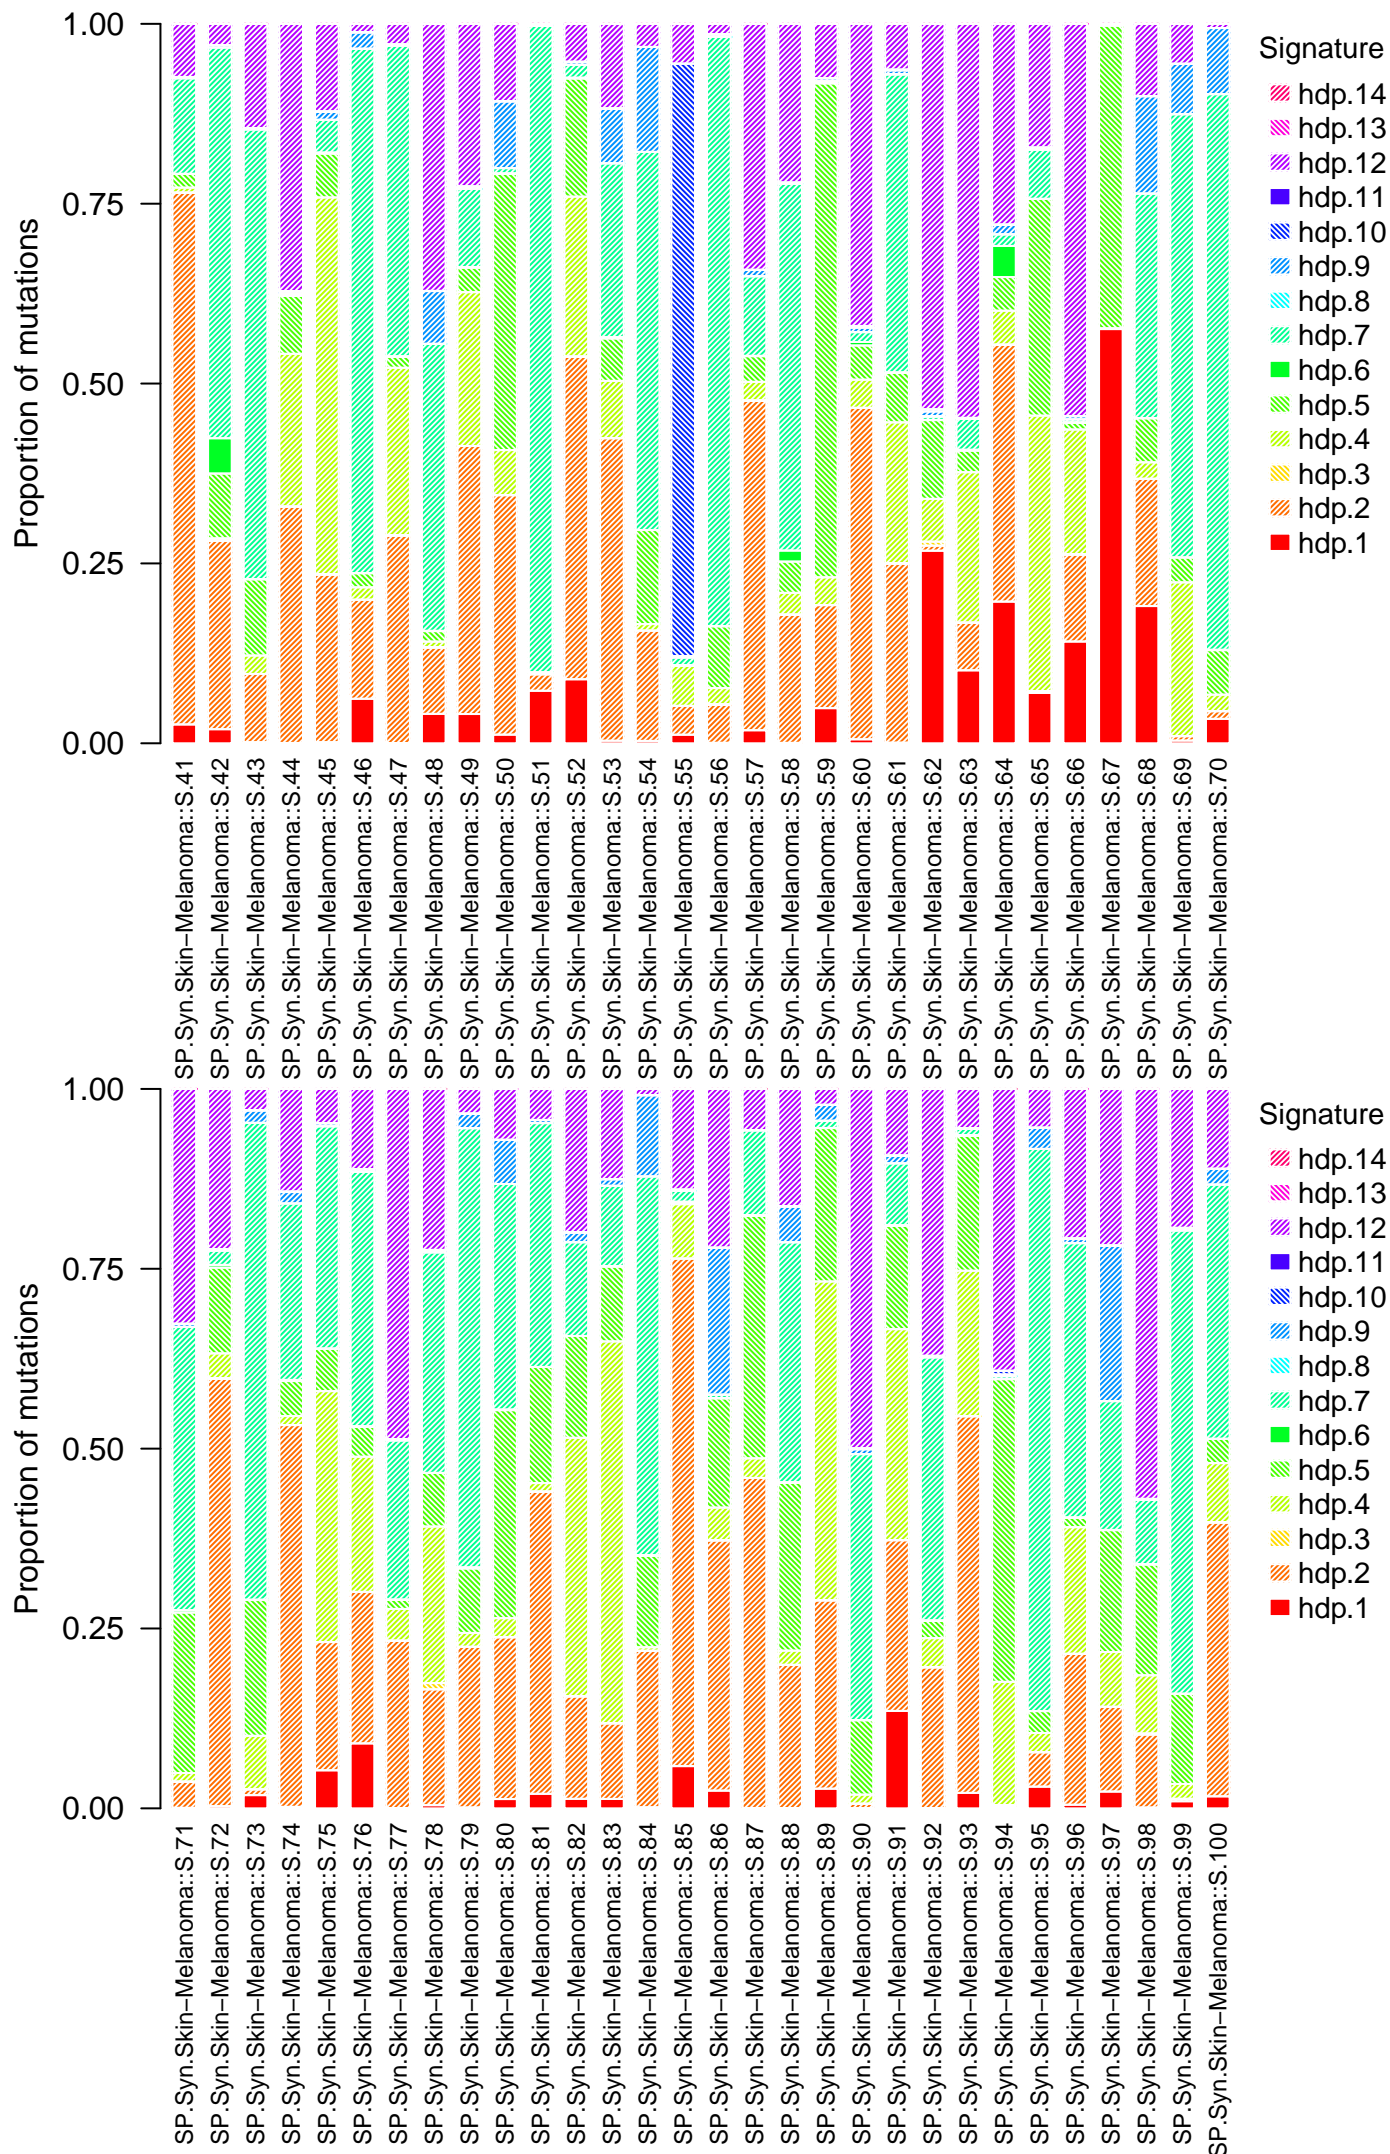 1.00
0.75
0.50
0.25
0.00
Proportion of mutations
Signature
hdp.14
hdp.13
hdp.12
hdp.11
hdp.10
hdp.9
hdp.8
hdp.7
hdp.6
hdp.5
hdp.4
hdp.3
hdp.2
hdp.1
SP.Syn.Skin−Melanoma::S.41
SP.Syn.Skin−Melanoma::S.42
SP.Syn.Skin−Melanoma::S.43
SP.Syn.Skin−Melanoma::S.44
SP.Syn.Skin−Melanoma::S.45
SP.Syn.Skin−Melanoma::S.46
SP.Syn.Skin−Melanoma::S.47
SP.Syn.Skin−Melanoma::S.48
SP.Syn.Skin−Melanoma::S.49
SP.Syn.Skin−Melanoma::S.50
SP.Syn.Skin−Melanoma::S.51
SP.Syn.Skin−Melanoma::S.52
SP.Syn.Skin−Melanoma::S.53
SP.Syn.Skin−Melanoma::S.54
SP.Syn.Skin−Melanoma::S.55
SP.Syn.Skin−Melanoma::S.56
SP.Syn.Skin−Melanoma::S.57
SP.Syn.Skin−Melanoma::S.58
SP.Syn.Skin−Melanoma::S.59
SP.Syn.Skin−Melanoma::S.60
SP.Syn.Skin−Melanoma::S.61
SP.Syn.Skin−Melanoma::S.62
SP.Syn.Skin−Melanoma::S.63
SP.Syn.Skin−Melanoma::S.64
SP.Syn.Skin−Melanoma::S.65
SP.Syn.Skin−Melanoma::S.66
SP.Syn.Skin−Melanoma::S.67
SP.Syn.Skin−Melanoma::S.68
SP.Syn.Skin−Melanoma::S.69
SP.Syn.Skin−Melanoma::S.70
1.00
0.75
0.50
0.25
0.00
Proportion of mutations
Signature
hdp.14
hdp.13
hdp.12
hdp.11
hdp.10
hdp.9
hdp.8
hdp.7
hdp.6
hdp.5
hdp.4
hdp.3
hdp.2
hdp.1
SP.Syn.Skin−Melanoma::S.71
SP.Syn.Skin−Melanoma::S.72
SP.Syn.Skin−Melanoma::S.73
SP.Syn.Skin−Melanoma::S.74
SP.Syn.Skin−Melanoma::S.75
SP.Syn.Skin−Melanoma::S.76
SP.Syn.Skin−Melanoma::S.77
SP.Syn.Skin−Melanoma::S.78
SP.Syn.Skin−Melanoma::S.79
SP.Syn.Skin−Melanoma::S.80
SP.Syn.Skin−Melanoma::S.81
SP.Syn.Skin−Melanoma::S.82
SP.Syn.Skin−Melanoma::S.83
SP.Syn.Skin−Melanoma::S.84
SP.Syn.Skin−Melanoma::S.85
SP.Syn.Skin−Melanoma::S.86
SP.Syn.Skin−Melanoma::S.87
SP.Syn.Skin−Melanoma::S.88
SP.Syn.Skin−Melanoma::S.89
SP.Syn.Skin−Melanoma::S.90
SP.Syn.Skin−Melanoma::S.91
SP.Syn.Skin−Melanoma::S.92
SP.Syn.Skin−Melanoma::S.93
SP.Syn.Skin−Melanoma::S.94
SP.Syn.Skin−Melanoma::S.95
SP.Syn.Skin−Melanoma::S.96
SP.Syn.Skin−Melanoma::S.97
SP.Syn.Skin−Melanoma::S.98
SP.Syn.Skin−Melanoma::S.99
SP.Syn.Skin−Melanoma::S.100